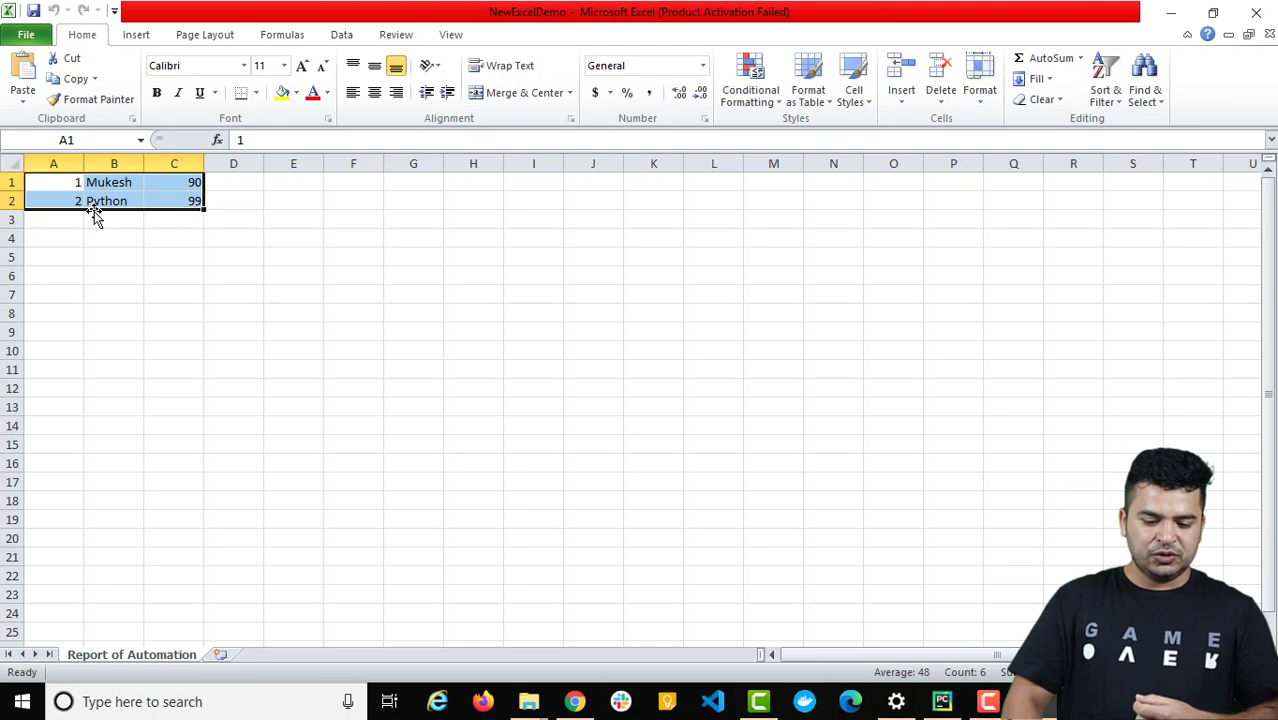 NewExcelDemo - Microsoft Excel (Product Activation Failed)
File Home Insert Page Layout Formulas Data Review View
Paste Cut Copy Format Painter Clipboard
Calibri 11 A A B I U A Font
Wrap Text Merge & Center Alignment
General $ % , Number
Conditional Formatting Format as Table Cell Styles Styles
Insert Delete Format Cells
Σ AutoSum Fill Clear Sort & Filter Find & Select Editing
A1 fx 1
A B C D E F G H I J K L M N O P Q R S T U
1 1 Mukesh 90
2 2 Python 99
3
4
5
6
7
8
9
10
11
12
13
14
15
16
17
18
19
20
21
22
23
24
25
Report of Automation
Ready Average: 48 Count: 6
Type here to search
GAME
OVER